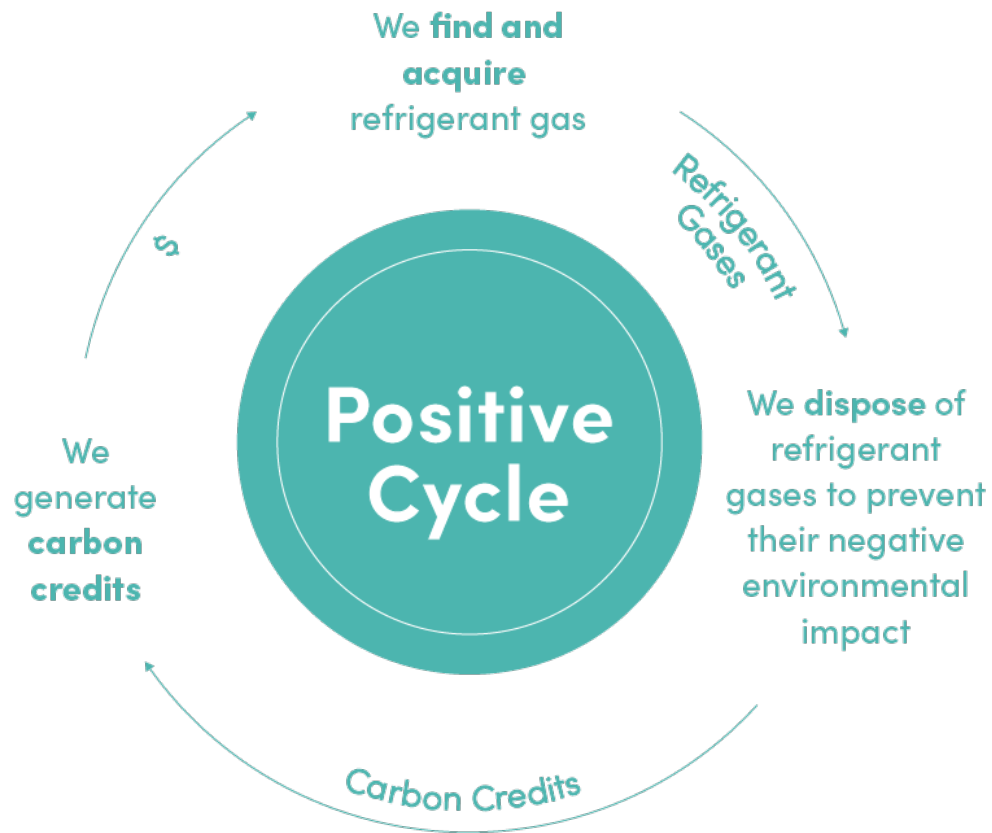 We find and
acquire
refrigerant gas
Refrigerant
Gases
We dispose of
refrigerant
gases to prevent
their negative
environmental
impact
Carbon Credits
We
generate
carbon
credits
$
Positive
Cycle